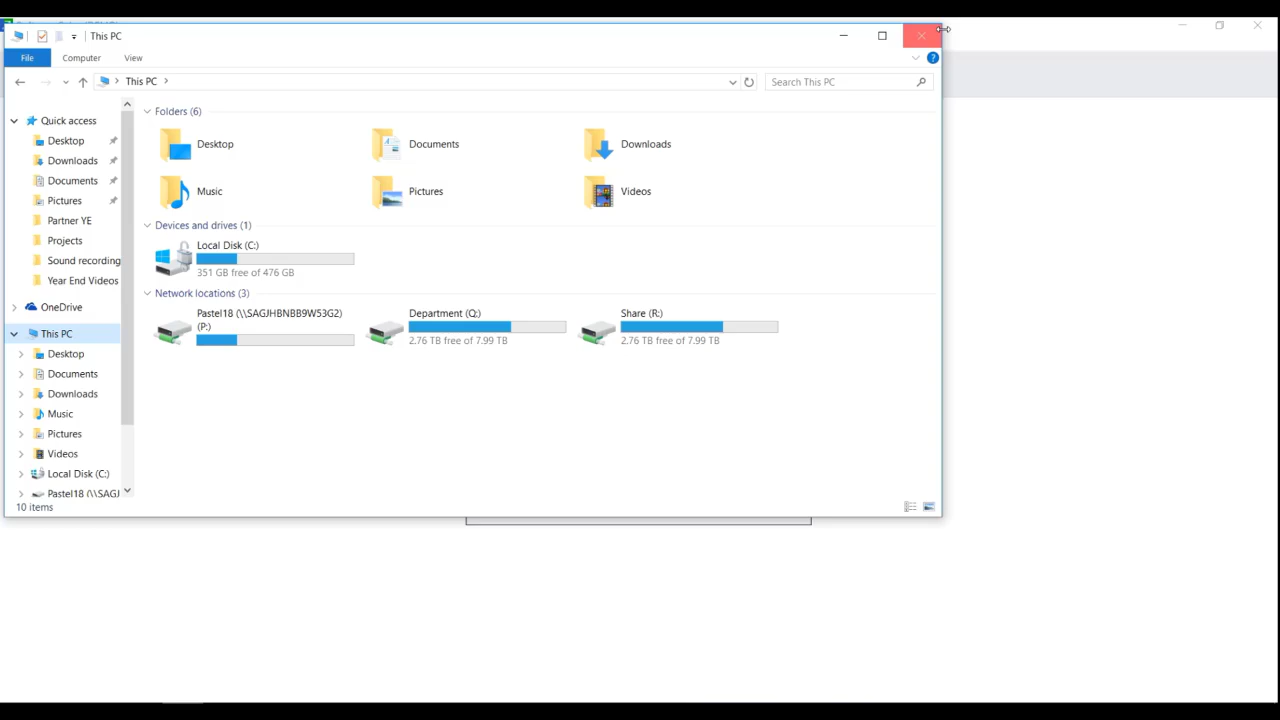 This PC
File
Computer
View
This PC
Search This PC
Quick access
Desktop
Downloads
Documents
Pictures
Partner YE
Projects
Sound recording
Year End Videos
OneDrive
This PC
Desktop
Documents
Downloads
Music
Pictures
Videos
Local Disk (C:)
Pastel18 (\\SAGJ
Folders (6)
Desktop
Documents
Downloads
Music
Pictures
Videos
Devices and drives (1)
Local Disk (C:)
351 GB free of 476 GB
Network locations (3)
Pastel18 (\\SAGJHBNBB9W53G2)
(P:)
Department (Q:)
2.76 TB free of 7.99 TB
Share (R:)
2.76 TB free of 7.99 TB
10 items